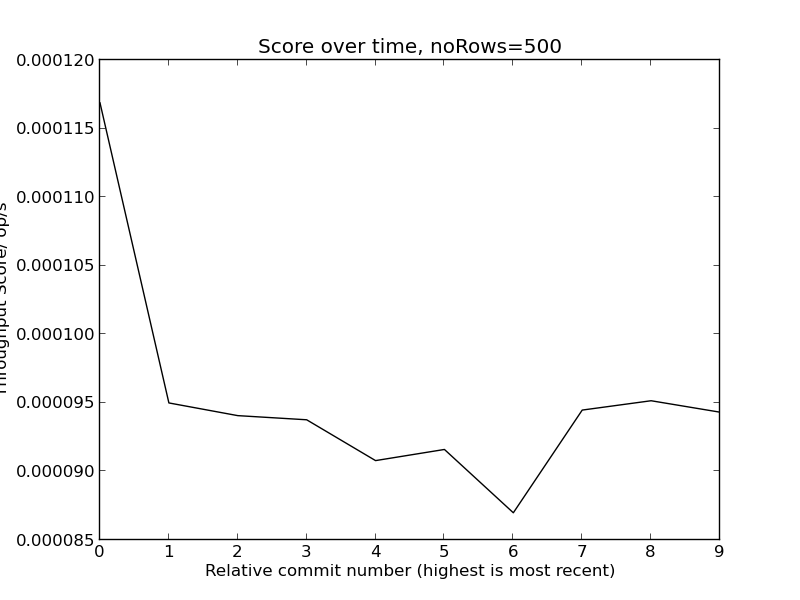 Score over time, noRows=500
0.000120
0.000115
0.000110
0.000105
0.000100
0.000095
0.000090
0.000085
Throughput Score/ op/s
0 1 2 3 4 5 6 7 8 9
Relative commit number (highest is most recent)